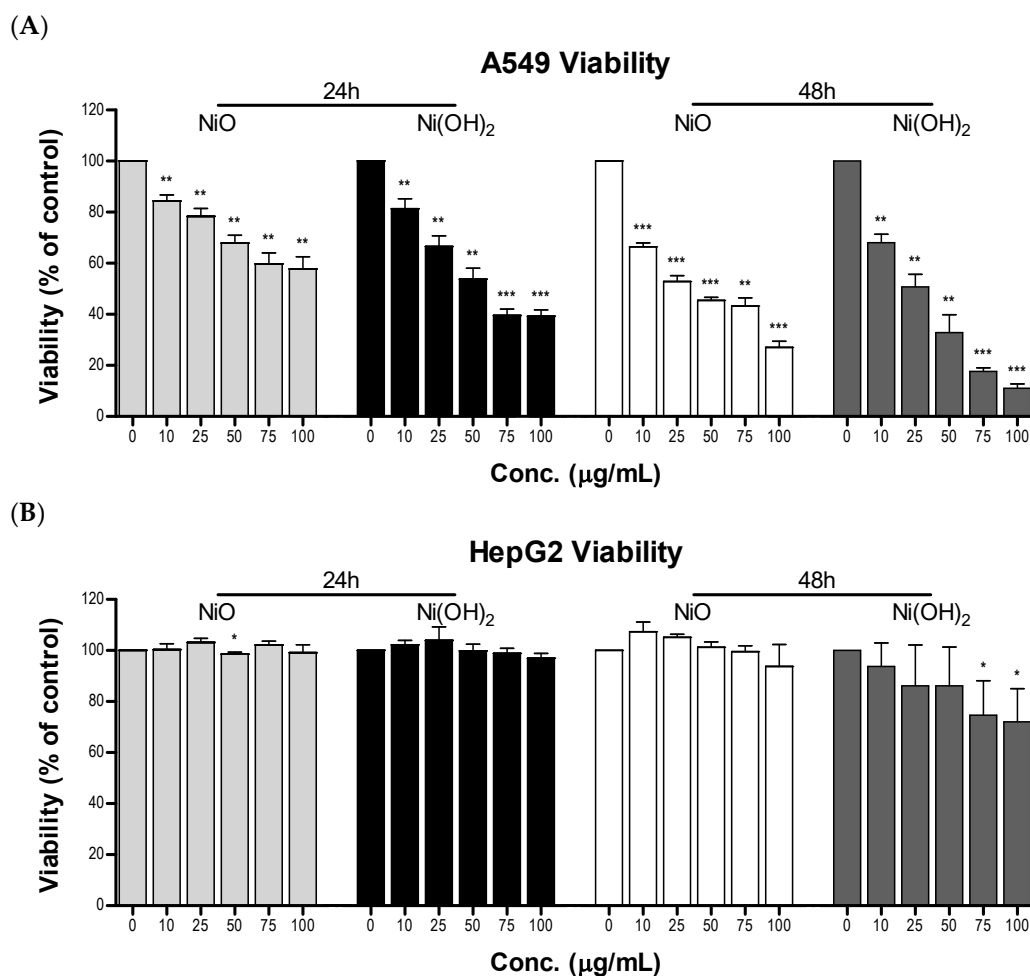 (A)
A549 Viability
24h 48h
NiO Ni(OH)2 NiO Ni(OH)2
Viability (% of control)
120
100
80
60
40
20
0
** ** ** ** **
** ** ** *** ***
*** *** *** ** ***
** ** ** *** ***
0 10 25 50 75 100 0 10 25 50 75 100 0 10 25 50 75 100 0 10 25 50 75 100
Conc. (μg/mL)
(B)
HepG2 Viability
24h 48h
NiO Ni(OH)2 NiO Ni(OH)2
Viability (% of control)
120
100
80
60
40
20
0
*
* *
0 10 25 50 75 100 0 10 25 50 75 100 0 10 25 50 75 100 0 10 25 50 75 100
Conc. (μg/mL)